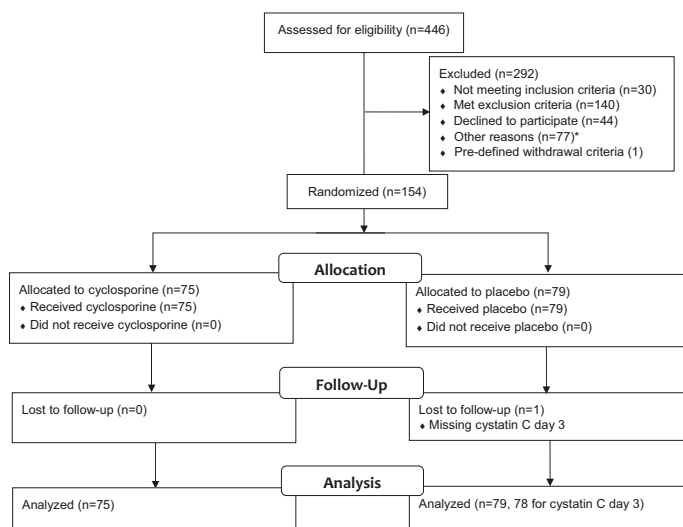 Assessed for eligibility (n=446)
Excluded (n=292)
♦ Not meeting inclusion criteria (n=30)
♦ Met exclusion criteria (n=140)
♦ Declined to participate (n=44)
♦ Other reasons (n=77)*
♦ Pre-defined withdrawal criteria (1)
Randomized (n=154)
Allocation
Allocated to cyclosporine (n=75)
♦ Received cyclosporine (n=75)
♦ Did not receive cyclosporine (n=0)
Allocated to placebo (n=79)
♦ Received placebo (n=79)
♦ Did not receive placebo (n=0)
Follow-Up
Lost to follow-up (n=0)
Lost to follow-up (n=1)
♦ Missing cystatin C day 3
Analysis
Analyzed (n=75)
Analyzed (n=79, 78 for cystatin C day 3)